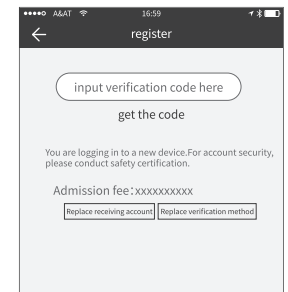 A&AT 16:59
register
input verification code here
get the code
You are logging in to a new device.For account security,
please conduct safety certification.
Admission fee：xxxxxxxxxx
Replace receiving account Replace verification method